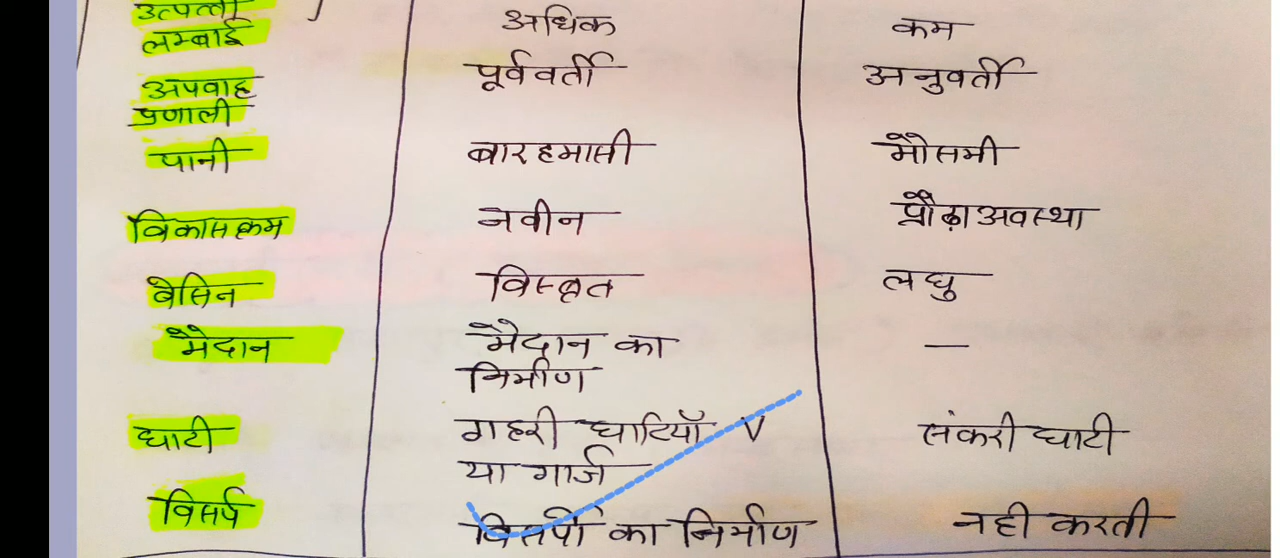 उत्पत्ती
लम्बाई अधिक कम
अपवाह पूर्ववर्ती अनुवर्ती
प्रणाली
पानी बारहमासी मौसमी
विकासक्रम नवीन प्रौढ़ा अवस्था
बेसिन विस्तृत लघु
मैदान मैदान का —
निर्माण
घाटी गहरी घाटियाँ V संकरी घाटी
या गार्ज
विसर्प विसर्पो का निर्माण नही करती